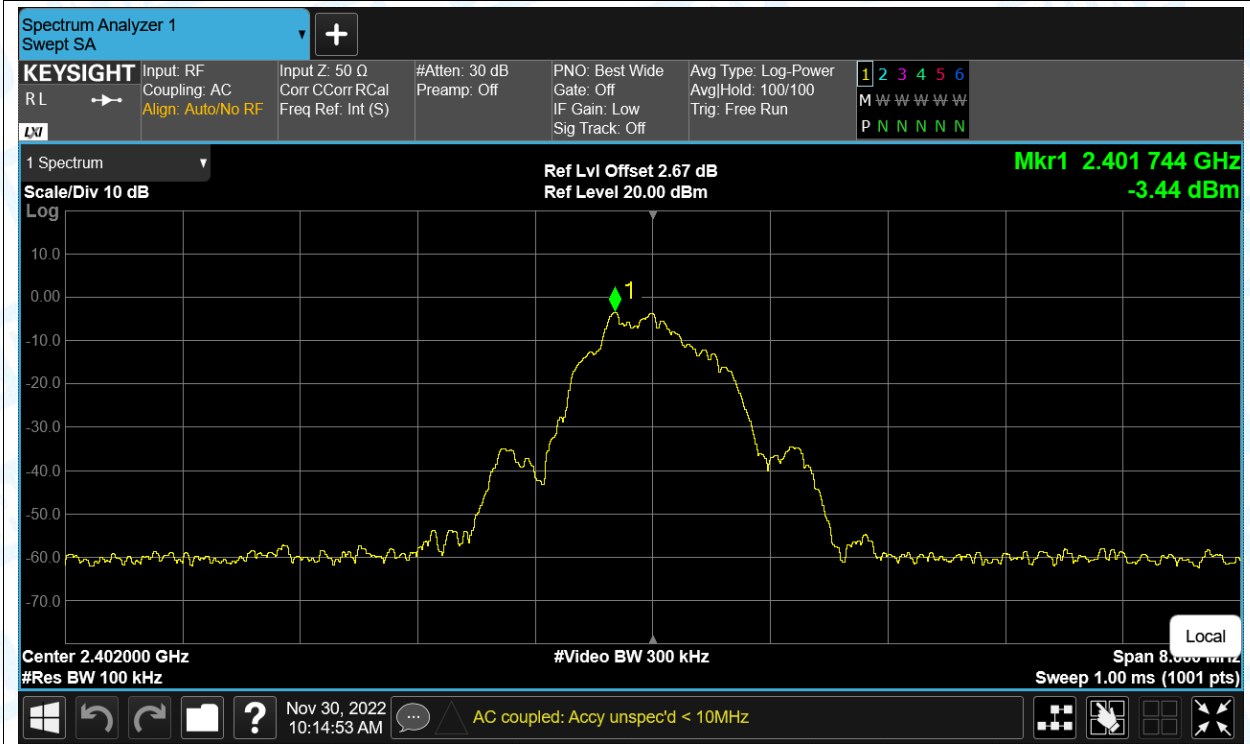 Spectrum Analyzer 1
Swept SA
KEYSIGHT
R L
LXI
Input: RF
Coupling: AC
Align: Auto/No RF
Input Z: 50 Ω
Corr CCorr RCal
Freq Ref: Int (S)
#Atten: 30 dB
Preamp: Off
PNO: Best Wide
Gate: Off
IF Gain: Low
Sig Track: Off
Avg Type: Log-Power
Avg|Hold: 100/100
Trig: Free Run
1 2 3 4 5 6
M W W W W W
P N N N N N
1 Spectrum
Scale/Div 10 dB
Ref Lvl Offset 2.67 dB
Ref Level 20.00 dBm
Mkr1 2.401 744 GHz
-3.44 dBm
Log
10.0
0.00
-10.0
-20.0
-30.0
-40.0
-50.0
-60.0
-70.0
1
Local
Center 2.402000 GHz
#Video BW 300 kHz
Span 8.000 MHz
#Res BW 100 kHz
Sweep 1.00 ms (1001 pts)
?
Nov 30, 2022
10:14:53 AM
AC coupled: Accy unspec'd < 10MHz